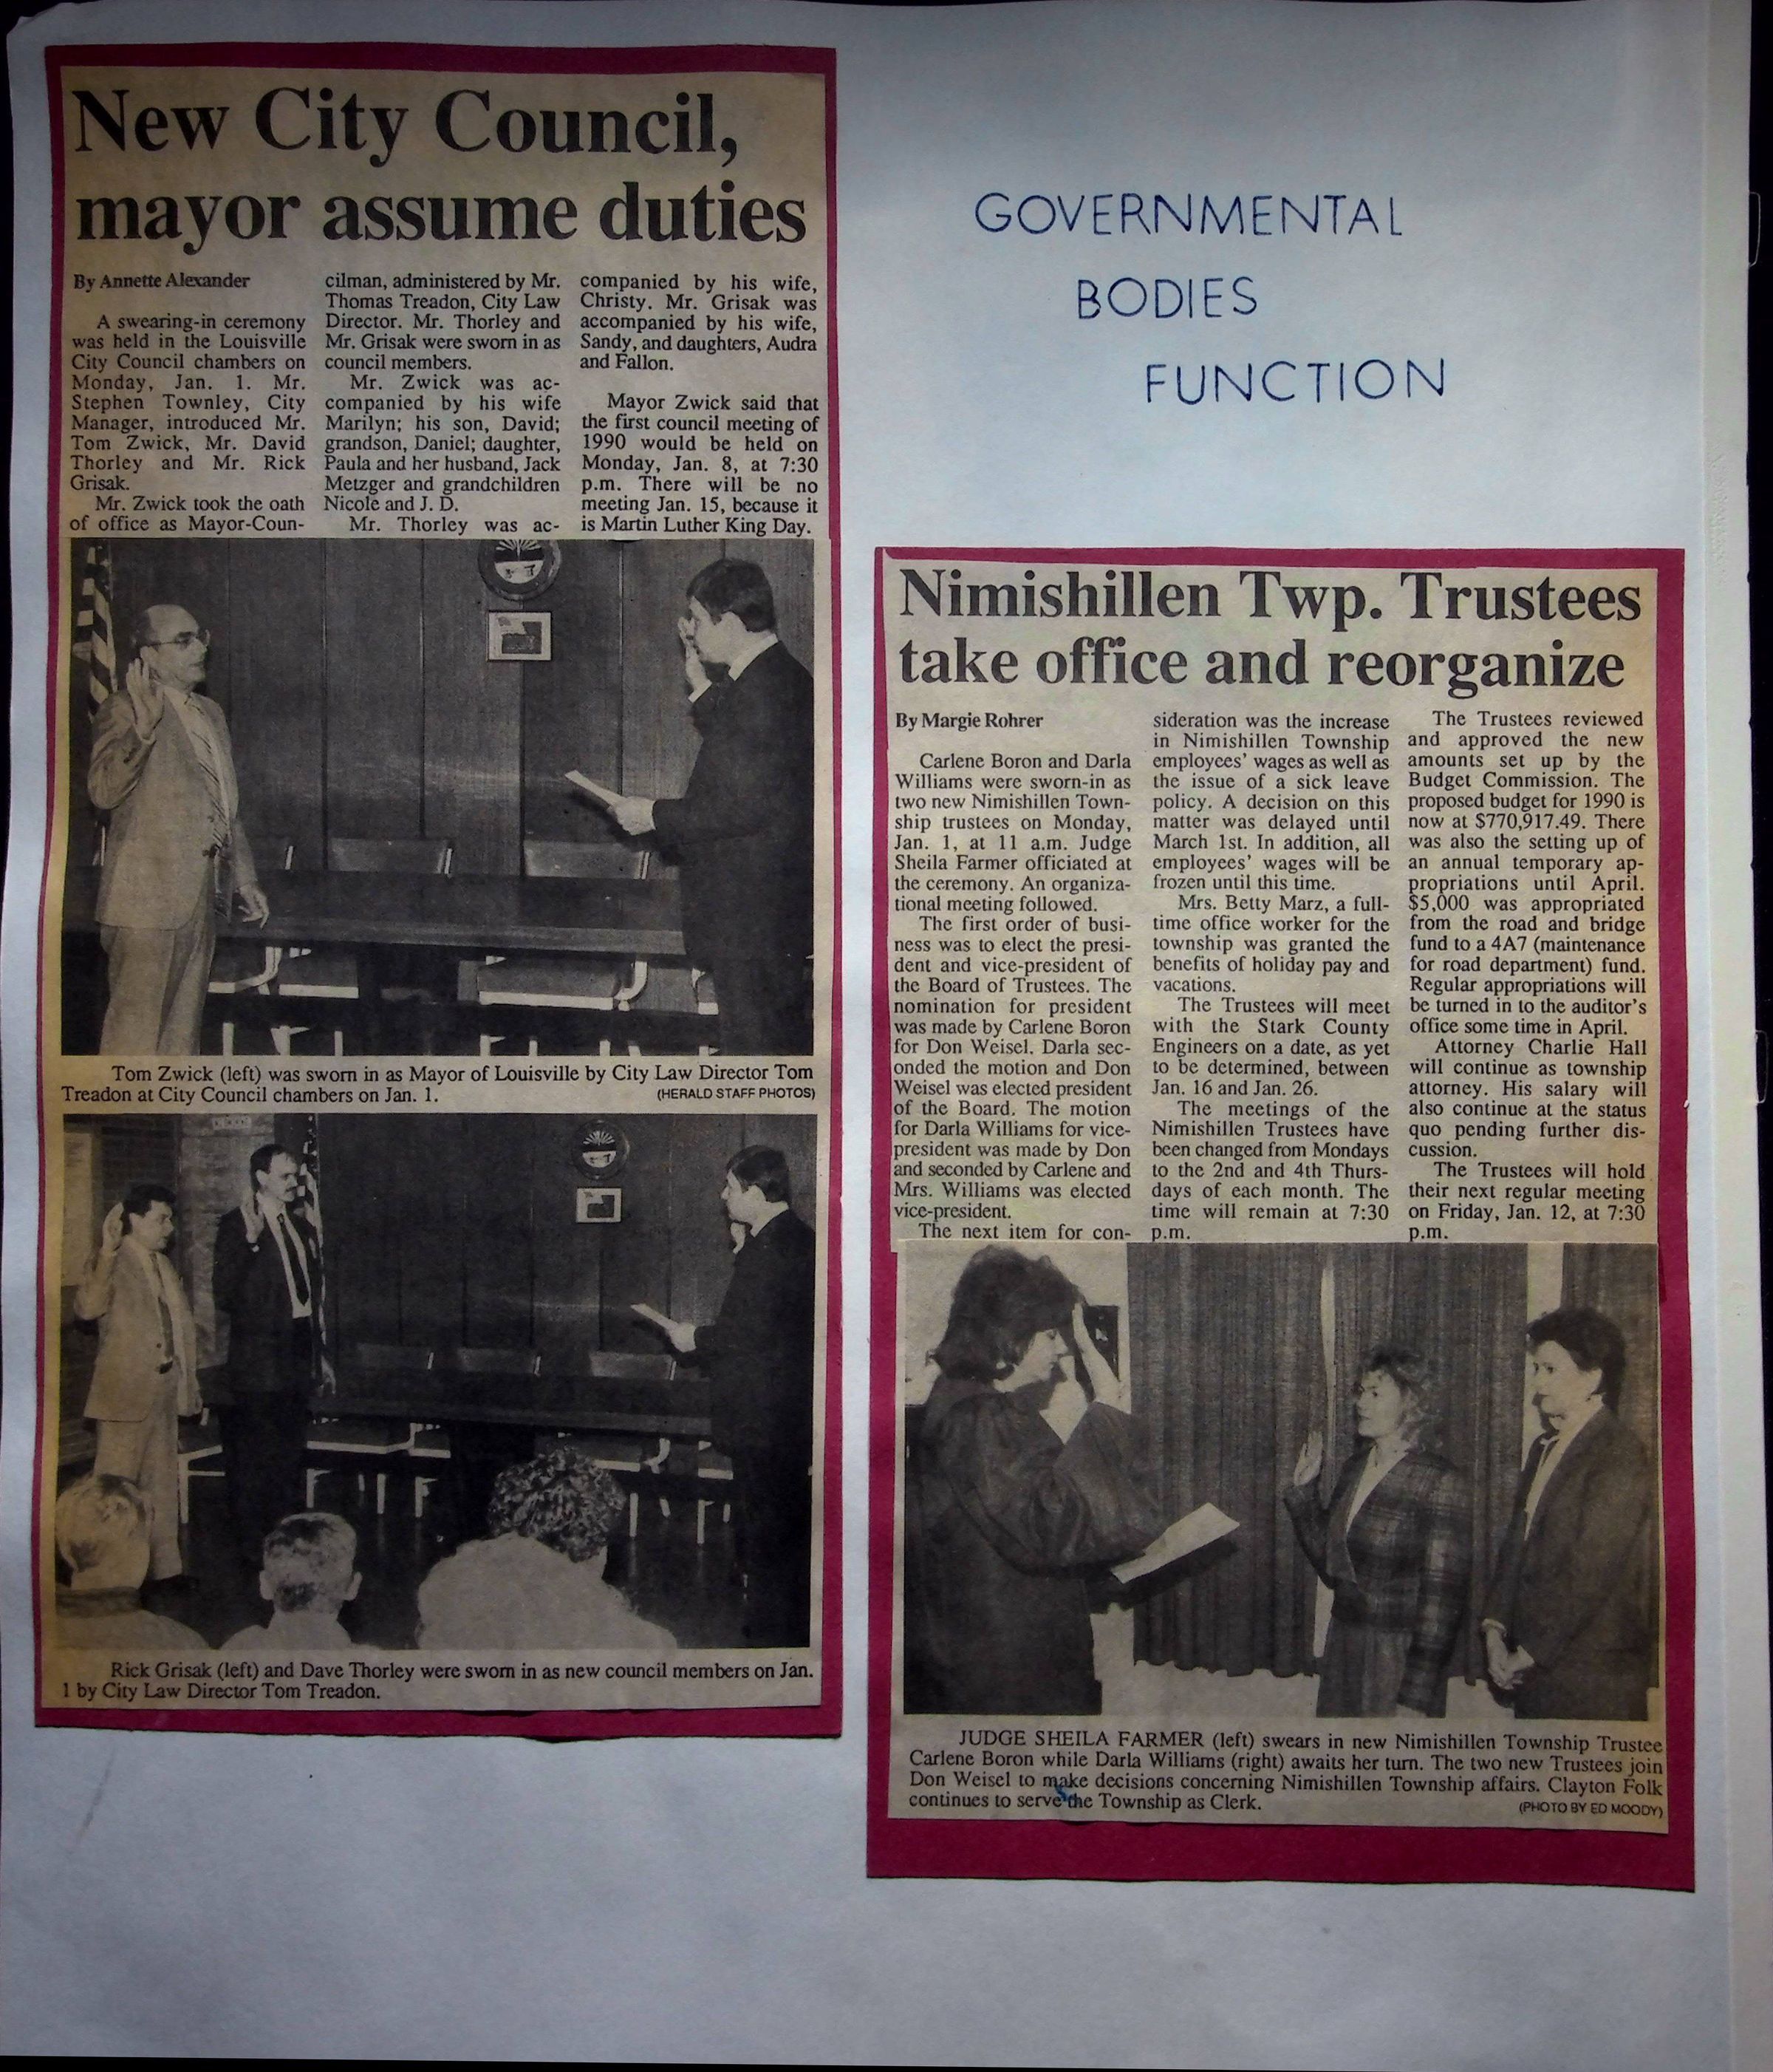 New City Council,
mayor assume duties
By Annette Alexander
A swearing-in ceremony
was held in the Louisville
City Council chambers on
Monday, Jan. 1. Mr.
Stephen Townley, City
Manager, introduced Mr.
Tom Zwick, Mr. David
Thorley and Mr. Rick
Grisak.
Mr. Zwick took the oath
of office as Mayor-Coun-
cilman, administered by Mr.
Thomas Treadon, City Law
Director. Mr. Thorley and
Mr. Grisak were sworn in as
council members.
Mr. Zwick was ac-
companied by his wife
Marilyn; his son, David;
grandson, Daniel; daughter,
Paula and her husband, Jack
Metzger and grandchildren
Nicole and J. D.
Mr. Thorley was ac-
companied by his wife,
Christy. Mr. Grisak was
accompanied by his wife,
Sandy, and daughters, Audra
and Fallon.
Mayor Zwick said that
the first council meeting of
1990 would be held on
Monday, Jan. 8, at 7:30
p.m. There will be no
meeting Jan. 15, because it
is Martin Luther King Day.
Tom Zwick (left) was sworn in as Mayor of Louisville by City Law Director Tom
Treadon at City Council chambers on Jan. 1. (HERALD STAFF PHOTOS)
Rick Grisak (left) and Dave Thorley were sworn in as new council members on Jan.
1 by City Law Director Tom Treadon.
GOVERNMENTAL
BODIES
FUNCTION
Nimishillen Twp. Trustees
take office and reorganize
By Margie Rohrer
Carlene Boron and Darla
Williams were sworn-in as
two new Nimishillen Town-
ship trustees on Monday,
Jan. 1, at 11 a.m. Judge
Sheila Farmer officiated at
the ceremony. An organiza-
tional meeting followed.
The first order of busi-
ness was to elect the presi-
dent and vice-president of
the Board of Trustees. The
nomination for president
was made by Carlene Boron
for Don Weisel. Darla sec-
onded the motion and Don
Weisel was elected president
of the Board. The motion
for Darla Williams for vice-
president was made by Don
and seconded by Carlene and
Mrs. Williams was elected
vice-president.
The next item for con-
sideration was the increase
in Nimishillen Township
employees' wages as well as
the issue of a sick leave
policy. A decision on this
matter was delayed until
March 1st. In addition, all
employees' wages will be
frozen until this time.
Mrs. Betty Marz, a full-
time office worker for the
township was granted the
benefits of holiday pay and
vacations.
The Trustees will meet
with the Stark County
Engineers on a date, as yet
to be determined, between
Jan. 16 and Jan. 26.
The meetings of the
Nimishillen Trustees have
been changed from Mondays
to the 2nd and 4th Thurs-
days of each month. The
time will remain at 7:30
p.m.
The Trustees reviewed
and approved the new
amounts set up by the
Budget Commission. The
proposed budget for 1990 is
now at $770,917.49. There
was also the setting up of
an annual temporary ap-
propriations until April.
$5,000 was appropriated
from the road and bridge
fund to a 4A7 (maintenance
for road department) fund.
Regular appropriations will
be turned in to the auditor's
office some time in April.
Attorney Charlie Hall
will continue as township
attorney. His salary will
also continue at the status
quo pending further dis-
cussion.
The Trustees will hold
their next regular meeting
on Friday, Jan. 12, at 7:30
p.m.
JUDGE SHEILA FARMER (left) swears in new Nimishillen Township Trustee
Carlene Boron while Darla Williams (right) awaits her turn. The two new Trustees join
Don Weisel to make decisions concerning Nimishillen Township affairs. Clayton Folk
continues to serve the Township as Clerk. (PHOTO BY ED MOODY)